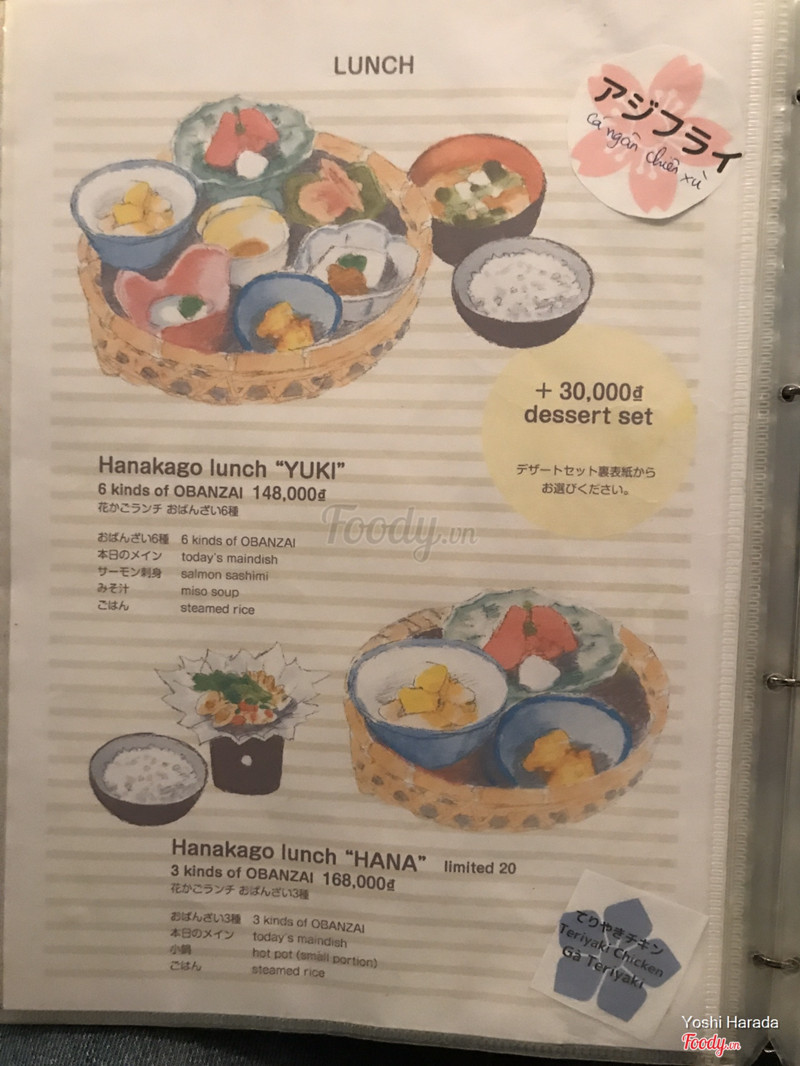 LUNCH
アジフライ
cá ngân chiên xù
+ 30,000₫
dessert set
デザートセット裏表紙から
お選びください。
Hanakago lunch “YUKI”
6 kinds of OBANZAI 148,000₫
花かごランチ おばんざい6種
おばんざい6種 6 kinds of OBANZAI
本日のメイン today's maindish
サーモン刺身 salmon sashimi
みそ汁 miso soup
ごはん steamed rice
Foody.vn
Hanakago lunch “HANA” limited 20
3 kinds of OBANZAI 168,000₫
花かごランチ おばんざい3種
おばんざい3種 3 kinds of OBANZAI
本日のメイン today's maindish
小鍋 hot pot (small portion)
ごはん steamed rice
てりやきチキン
Teriyaki Chicken
Gà Teriyaki
Yoshi Harada
Foody.vn